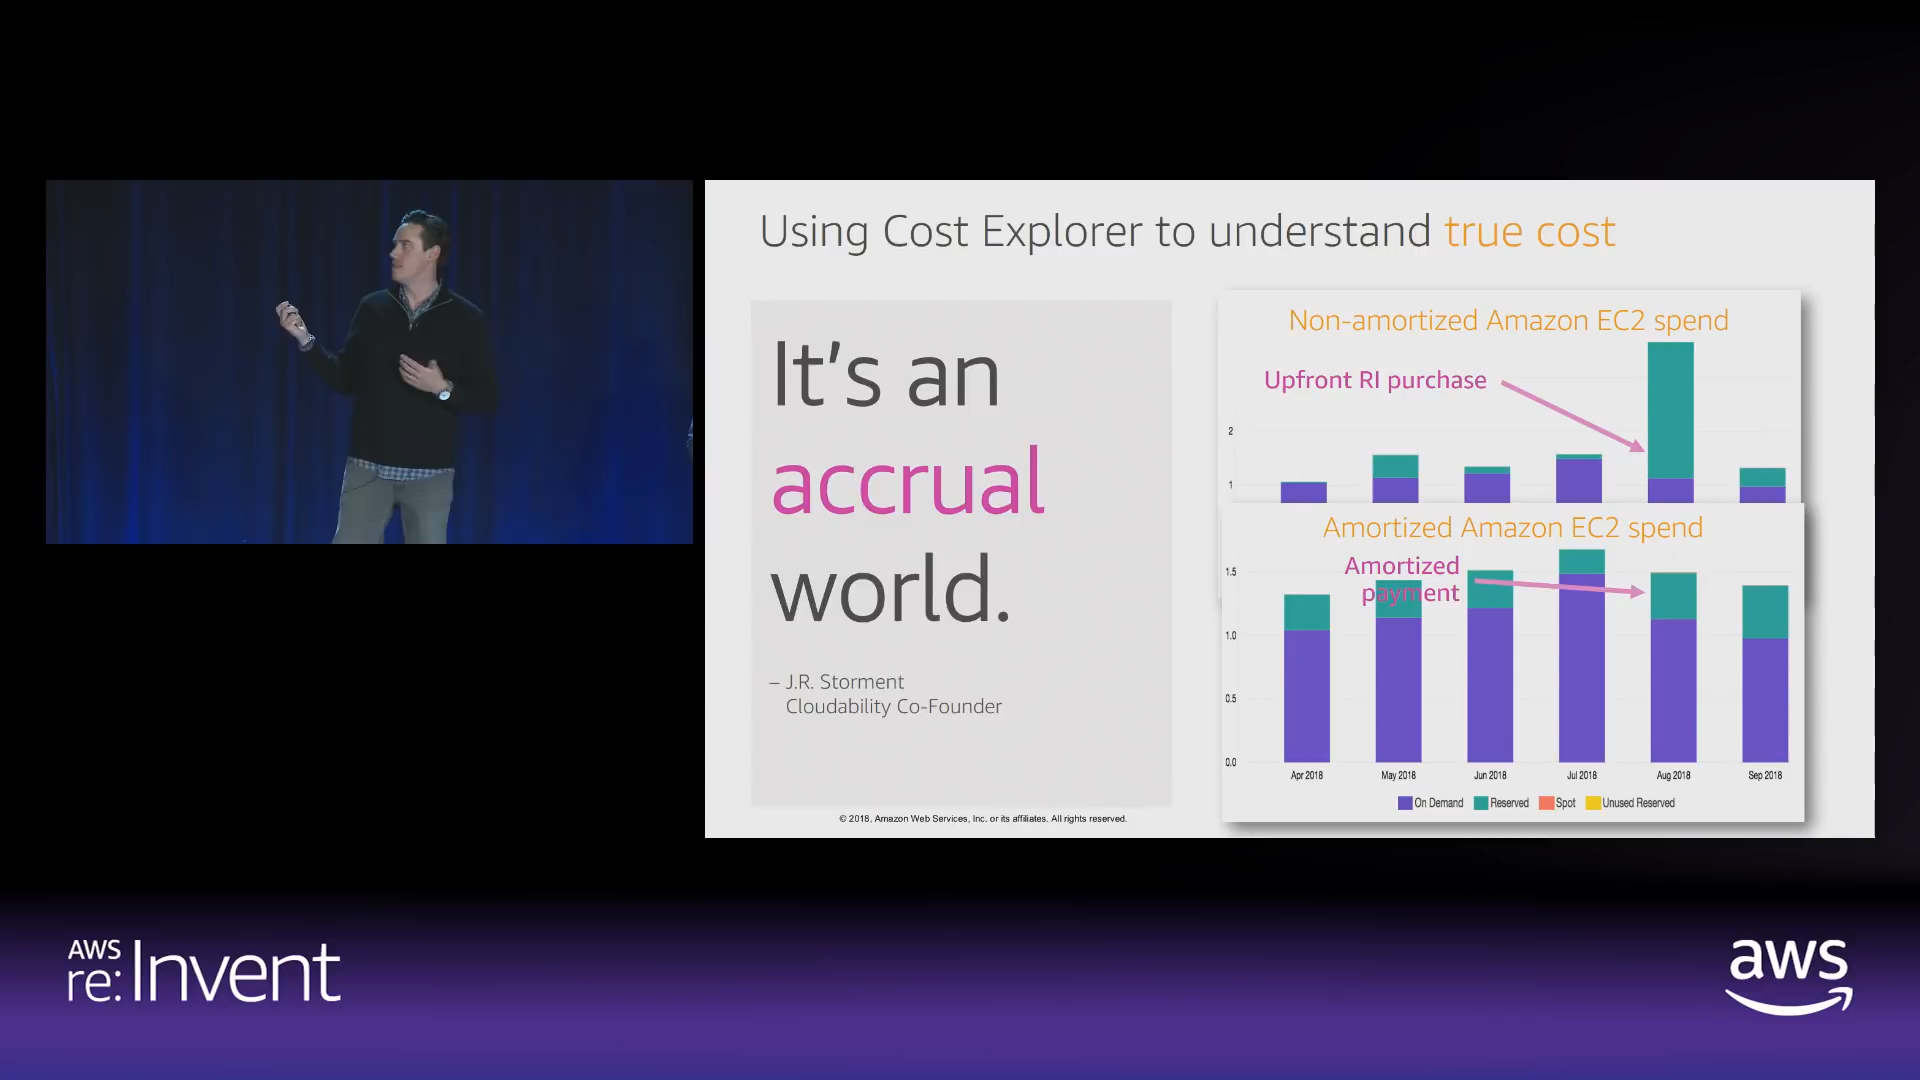 Using Cost Explorer to understand true cost
It's an
accrual
world.
– J.R. Storment
Cloudability Co-Founder
Non-amortized Amazon EC2 spend
Upfront RI purchase
2
1
Amortized Amazon EC2 spend
Amortized
payment
1.5
1.0
0.5
0.0
Apr 2018 May 2018 Jun 2018 Jul 2018 Aug 2018 Sep 2018
On Demand Reserved Spot Unused Reserved
© 2018, Amazon Web Services, Inc. or its affiliates. All rights reserved.
AWS
re:Invent
aws